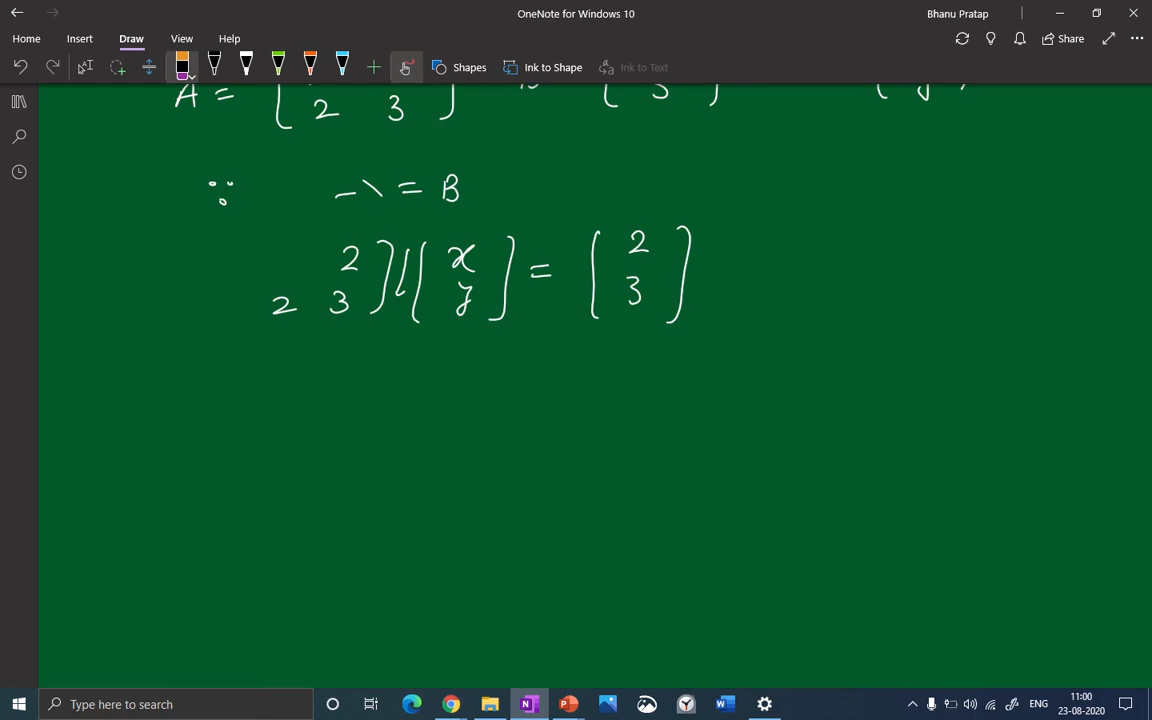 OneNote for Windows 10
Bhanu Pratap
Home Insert Draw View Help
Share
Shapes Ink to Shape Ink to Text
A =
2 3
∵ = B
2 x = 2
2 3 y 3
Type here to search
ENG
11:00
23-08-2020